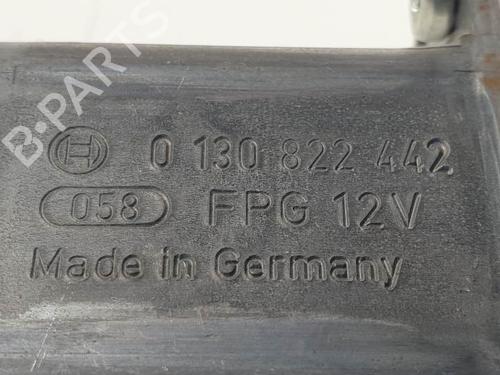 B-PARTS
0 130 822 442
058 FPG 12V
Made in Germany